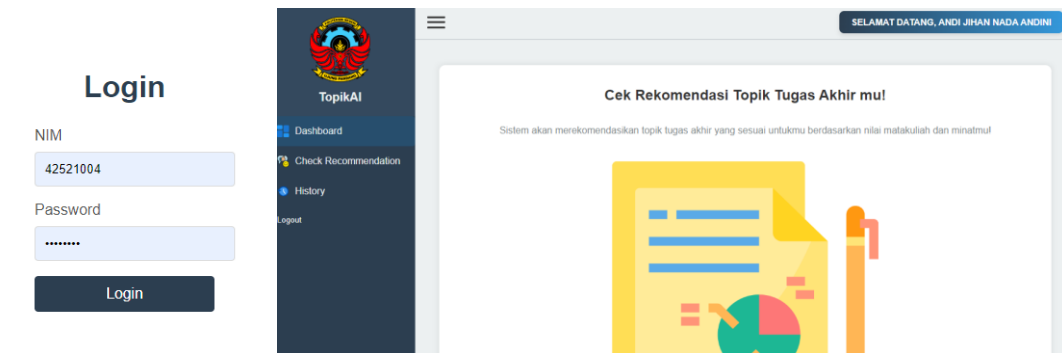 Login
NIM
42521004
Password
••••••••
Login
TopikAI
Dashboard
Check Recommendation
History
Logout
SELAMAT DATANG, ANDI JIHAN NADA ANDINI
Cek Rekomendasi Topik Tugas Akhir mu!
Sistem akan merekomendasikan topik tugas akhir yang sesuai untukmu berdasarkan nilai matakuliah dan minatmu!